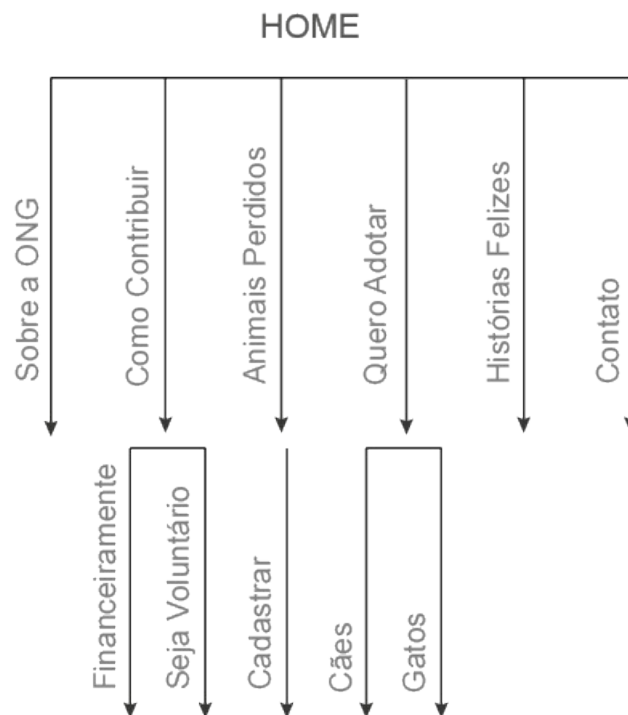 HOME
Sobre a ONG
Como Contribuir
Animais Perdidos
Quero Adotar
Histórias Felizes
Contato
Financeiramente
Seja Voluntário
Cadastrar
Cães
Gatos